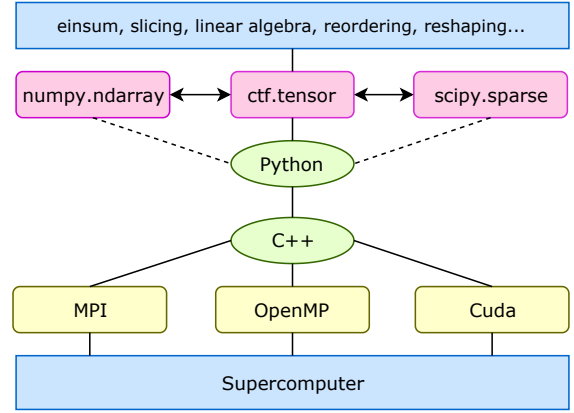 einsum, slicing, linear algebra, reordering, reshaping...
numpy.ndarray
ctf.tensor
scipy.sparse
Python
C++
MPI
OpenMP
Cuda
Supercomputer